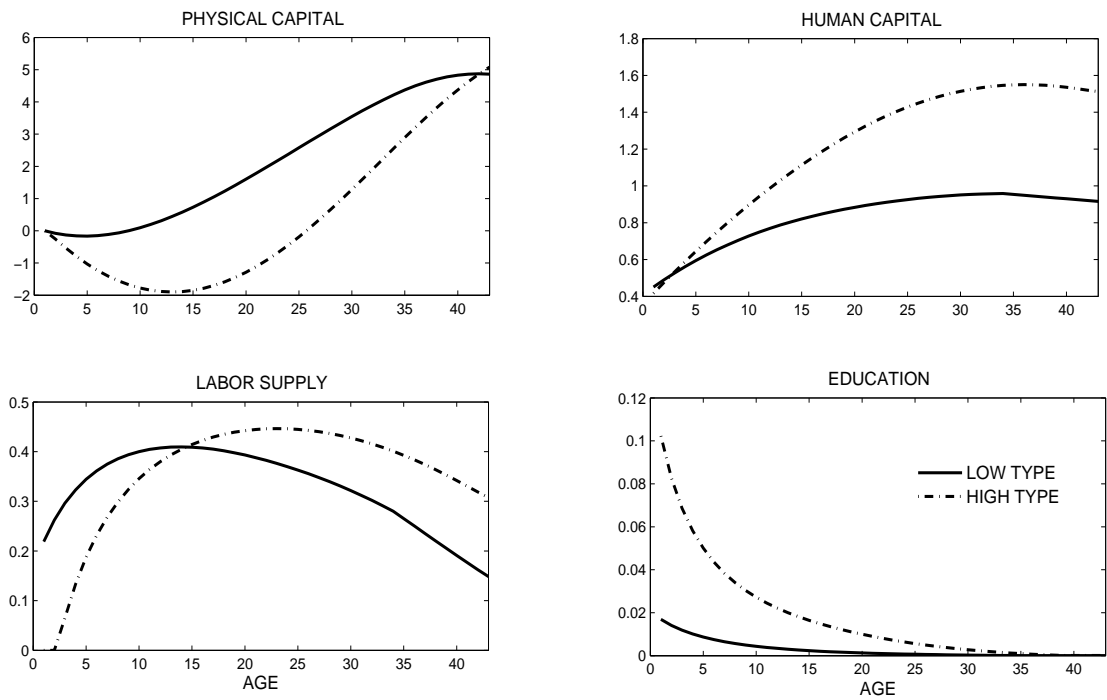 PHYSICAL CAPITAL
6
5
4
3
2
1
0
−1
−2
0 5 10 15 20 25 30 35 40
HUMAN CAPITAL
1.8
1.6
1.4
1.2
1
0.8
0.6
0.4
0 5 10 15 20 25 30 35 40
LABOR SUPPLY
0.5
0.4
0.3
0.2
0.1
0
0 5 10 15 20 25 30 35 40
AGE
EDUCATION
0.12
0.1
0.08
0.06
0.04
0.02
0
LOW TYPE
HIGH TYPE
0 5 10 15 20 25 30 35 40
AGE